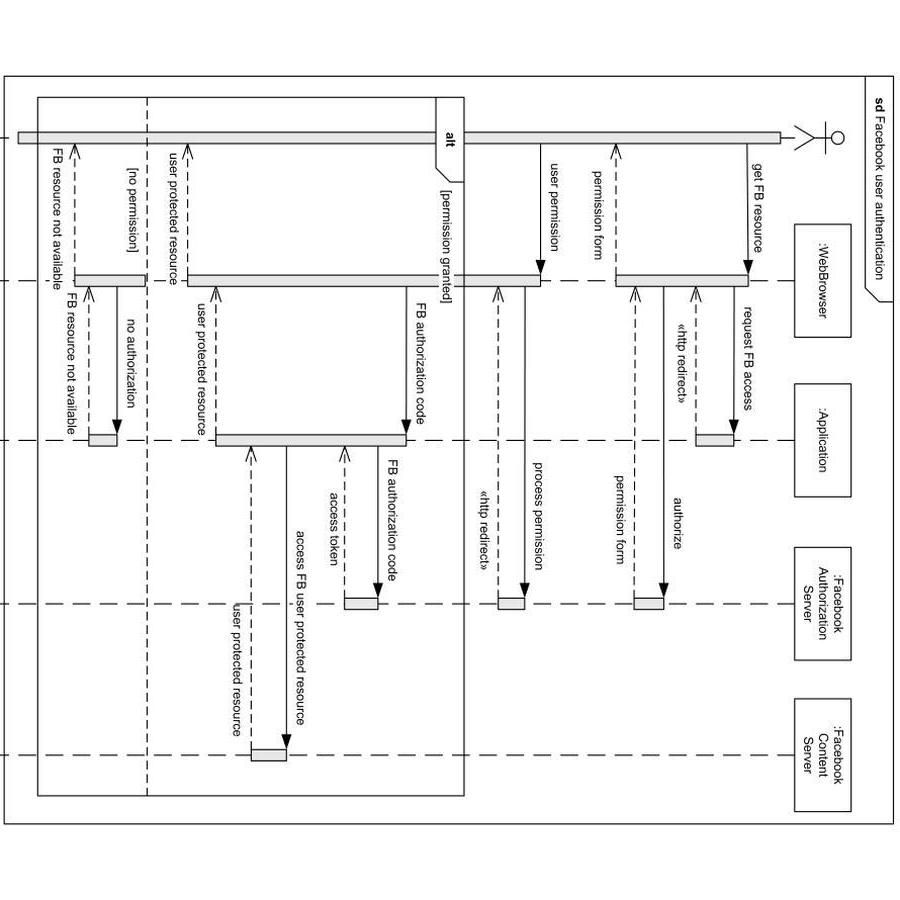 sd Facebook user authentication
:WebBrowser
:Application
:Facebook
Authorization
Server
:Facebook
Content
Server
get FB resource
request FB access
«http redirect»
authorize
permission form
permission form
user permission
process permission
«http redirect»
alt
[permission granted]
FB authorization code
FB authorization code
access token
access FB user protected resource
user protected resource
user protected resource
user protected resource
[no permission]
no authorization
FB resource not available
FB resource not available